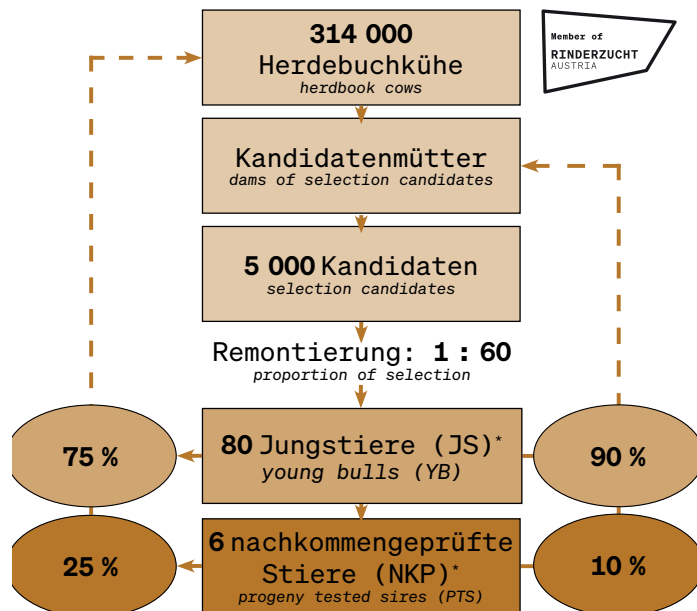 314 000
Herdebuchkühe
herdbook cows
Member of
RINDERZUCHT
AUSTRIA
Kandidatenmütter
dams of selection candidates
5 000 Kandidaten
selection candidates
Remontierung: 1 : 60
proportion of selection
75 %
80 Jungstiere (JS)*
young bulls (YB)
90 %
25 %
6 nachkommengeprüfte
Stiere (NKP)*
progeny tested sires (PTS)
10 %